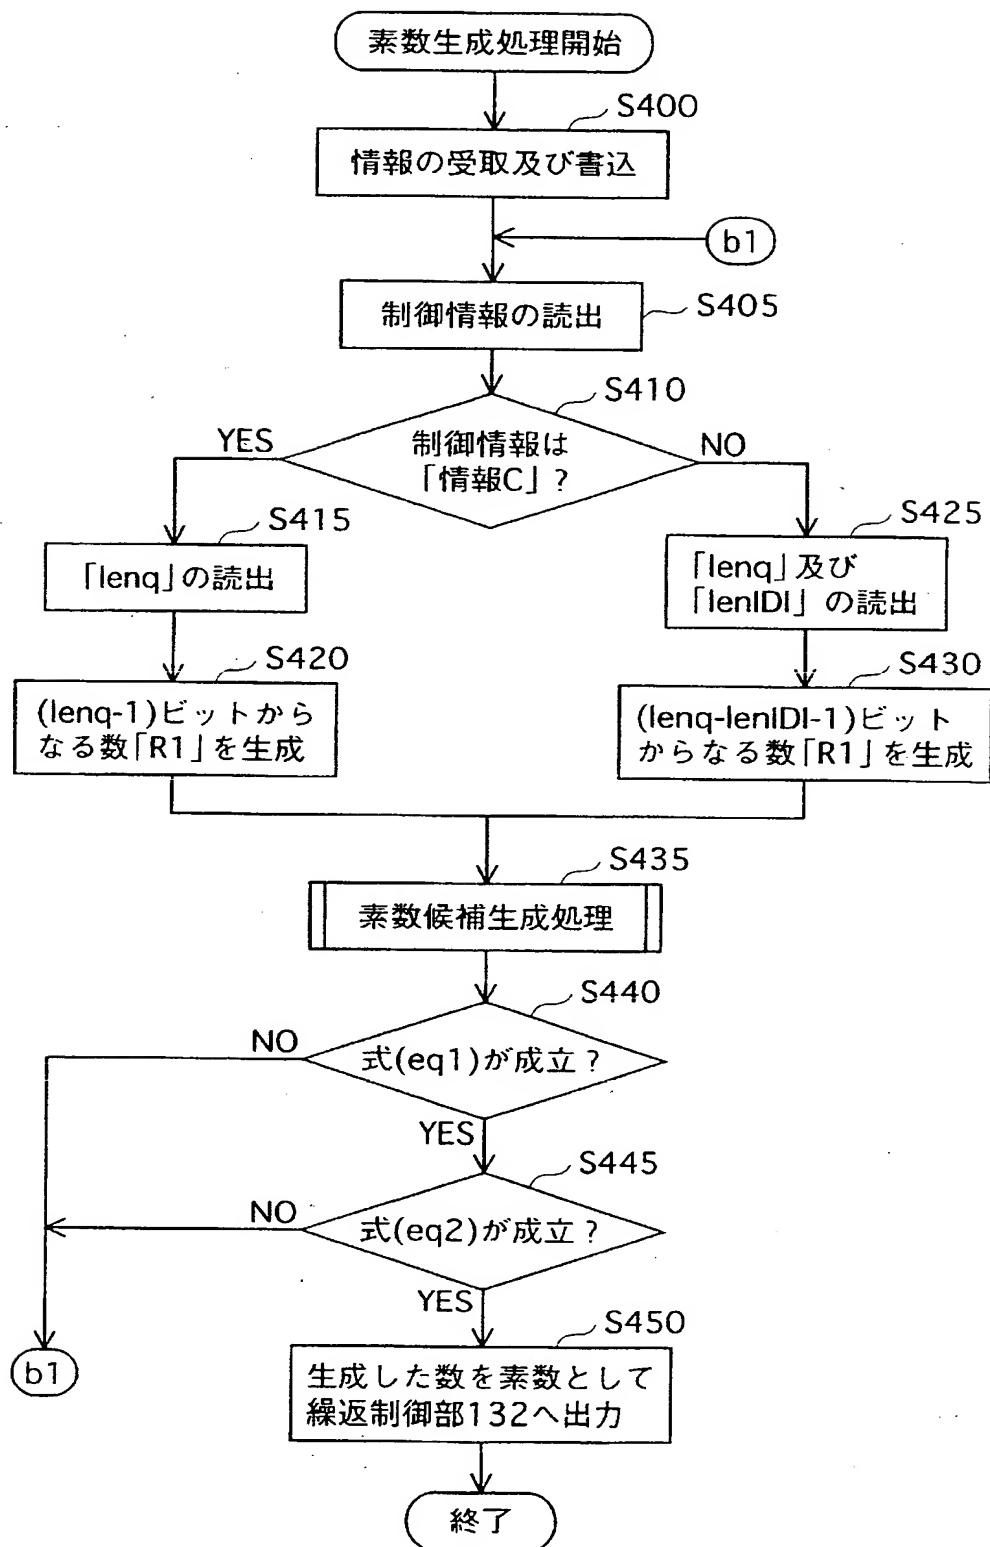 素数生成処理開始
S400
情報の受取及び書込
b1
制御情報の読出
S405
S410
制御情報は
「情報C」?
YES
NO
S415
「lenq」の読出
S425
「lenq」及び
「lenIDI」の読出
S420
(lenq-1)ビットから
なる数「R1」を生成
S430
(lenq-lenIDI-1)ビット
からなる数「R1」を生成
S435
素数候補生成処理
S440
式(eq1)が成立?
NO
YES
S445
式(eq2)が成立?
NO
YES
S450
生成した数を素数として
繰返制御部132へ出力
b1
終了